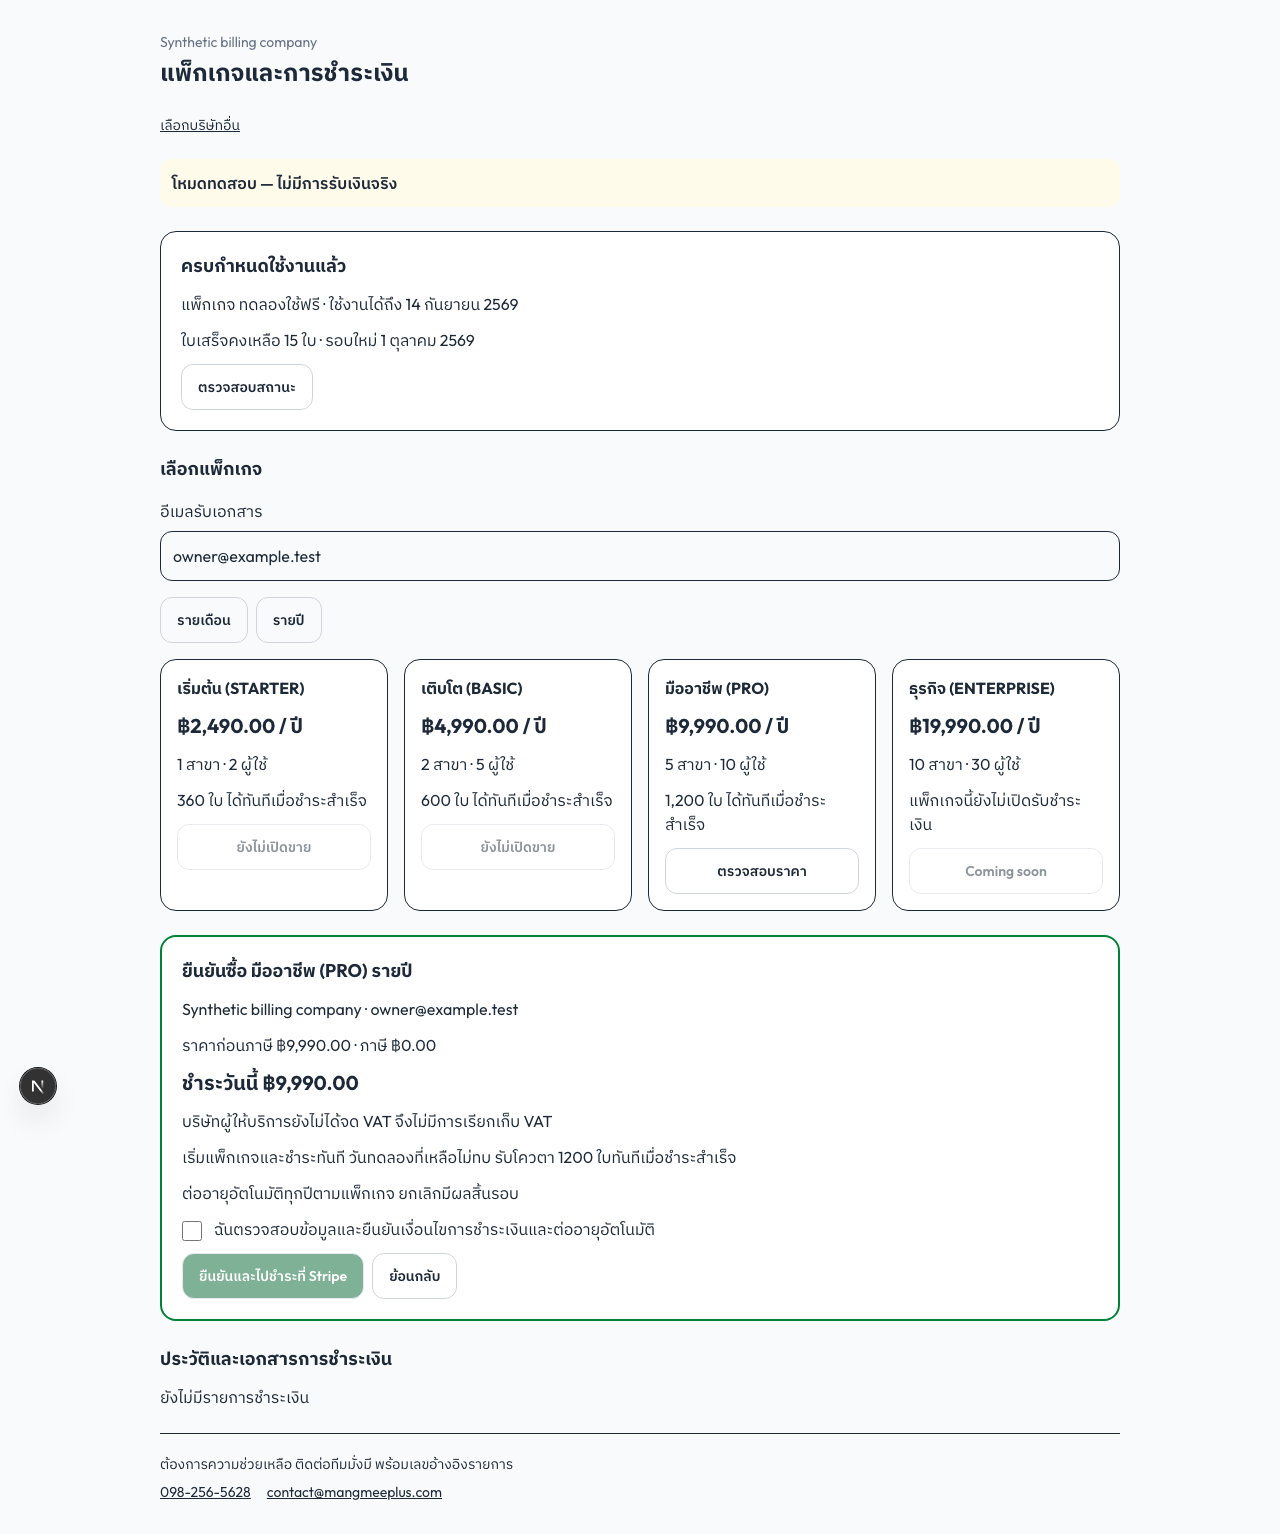 Synthetic billing company
แพ็กเกจและการชำระเงิน
เลือกบริษัทอื่น
โหมดทดสอบ — ไม่มีการรับเงินจริง
ครบกำหนดใช้งานแล้ว
แพ็กเกจ ทดลองใช้ฟรี · ใช้งานได้ถึง 14 กันยายน 2569
ใบเสร็จคงเหลือ 15 ใบ · รอบใหม่ 1 ตุลาคม 2569
ตรวจสอบสถานะ
เลือกแพ็กเกจ
อีเมลรับเอกสาร
owner@example.test
รายเดือน รายปี
เริ่มต้น (STARTER)
฿2,490.00 / ปี
1 สาขา · 2 ผู้ใช้
360 ใบ ได้ทันทีเมื่อชำระสำเร็จ
ยังไม่เปิดขาย
เติบโต (BASIC)
฿4,990.00 / ปี
2 สาขา · 5 ผู้ใช้
600 ใบ ได้ทันทีเมื่อชำระสำเร็จ
ยังไม่เปิดขาย
มืออาชีพ (PRO)
฿9,990.00 / ปี
5 สาขา · 10 ผู้ใช้
1,200 ใบ ได้ทันทีเมื่อชำระ
สำเร็จ
ตรวจสอบราคา
ธุรกิจ (ENTERPRISE)
฿19,990.00 / ปี
10 สาขา · 30 ผู้ใช้
แพ็กเกจนี้ยังไม่เปิดรับชำระ
เงิน
Coming soon
ยืนยันซื้อ มืออาชีพ (PRO) รายปี
Synthetic billing company · owner@example.test
ราคาก่อนภาษี ฿9,990.00 · ภาษี ฿0.00
ชำระวันนี้ ฿9,990.00
บริษัทผู้ให้บริการยังไม่ได้จด VAT จึงไม่มีการเรียกเก็บ VAT
เริ่มแพ็กเกจและชำระทันที วันทดลองที่เหลือไม่ทบ รับโควตา 1200 ใบทันทีเมื่อชำระสำเร็จ
ต่ออายุอัตโนมัติทุกปีตามแพ็กเกจ ยกเลิกมีผลสิ้นรอบ
ฉันตรวจสอบข้อมูลและยืนยันเงื่อนไขการชำระเงินและต่ออายุอัตโนมัติ
ยืนยันและไปชำระที่ Stripe ย้อนกลับ
N
ประวัติและเอกสารการชำระเงิน
ยังไม่มีรายการชำระเงิน
ต้องการความช่วยเหลือ ติดต่อทีมมั่งมี พร้อมเลขอ้างอิงรายการ
098-256-5628 contact@mangmeeplus.com